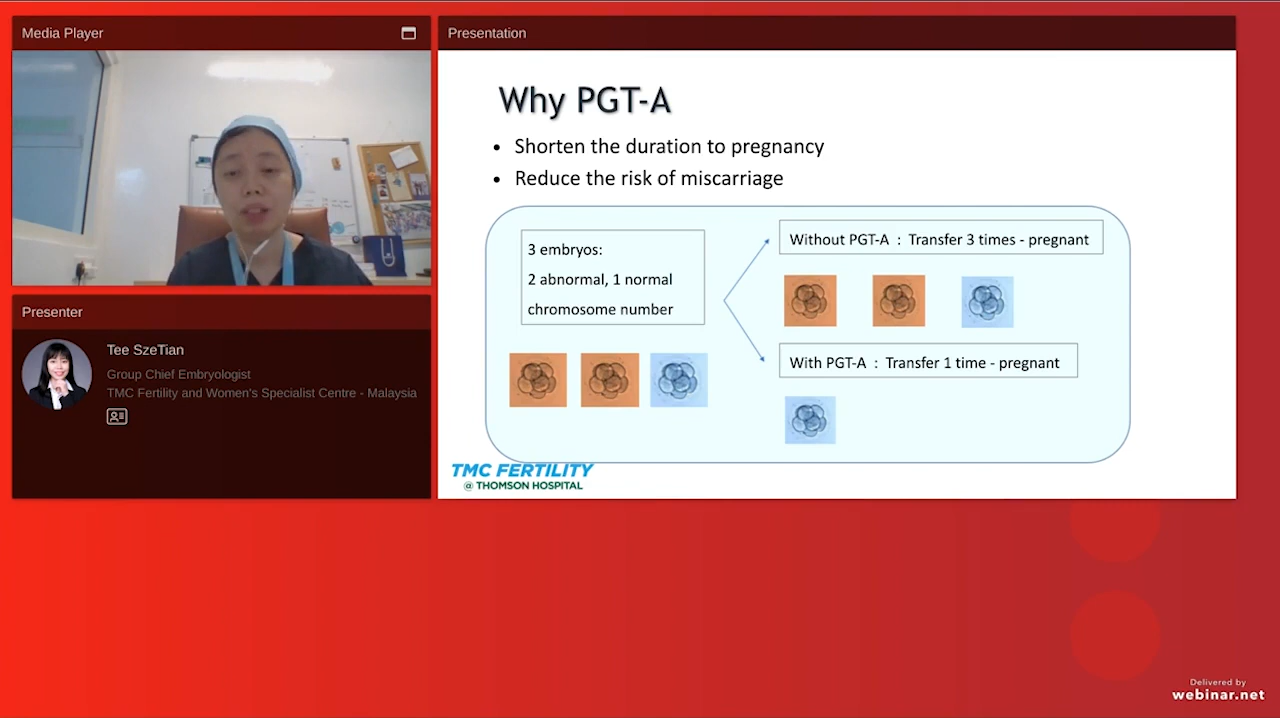 Media Player
Presentation
Why PGT-A
• Shorten the duration to pregnancy
• Reduce the risk of miscarriage
3 embryos:
2 abnormal, 1 normal
chromosome number
Without PGT-A : Transfer 3 times - pregnant
With PGT-A : Transfer 1 time - pregnant
TMC FERTILITY
@ THOMSON HOSPITAL
Presenter
Tee SzeTian
Group Chief Embryologist
TMC Fertility and Women's Specialist Centre - Malaysia
Delivered by
webinar.net